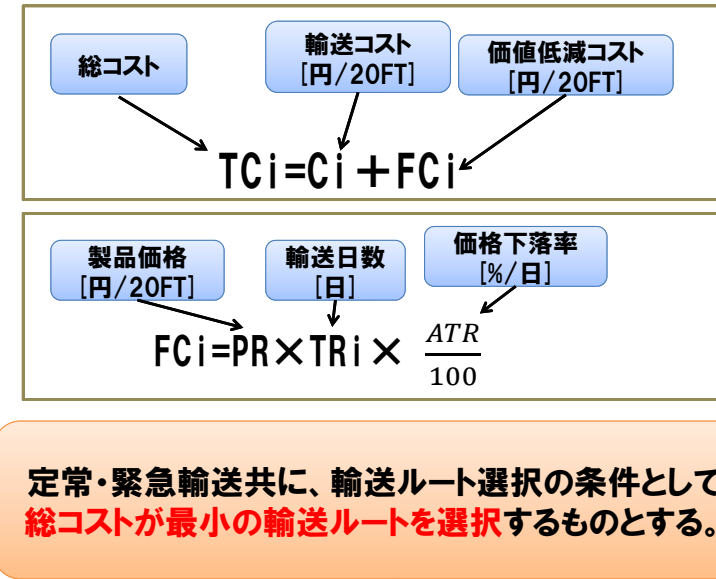 総コスト
輸送コスト
[円/20FT]
価値低減コスト
[円/20FT]
TCi=Ci+FCi
製品価格
[円/20FT]
輸送日数
[日]
価格下落率
[%/日]
FCi=PR×TRi× ATR/100
定常・緊急輸送共に、輸送ルート選択の条件として
総コストが最小の輸送ルートを選択するものとする。